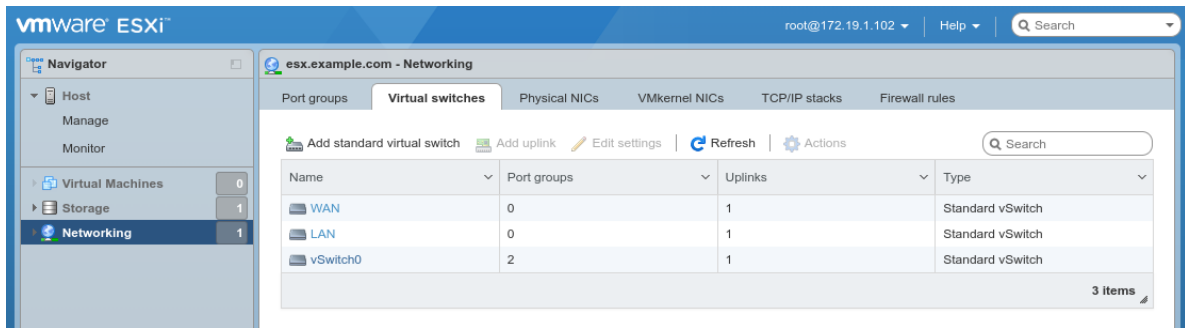 vmware ESXi™ root@172.19.1.102 Help Search
Navigator
Host
Manage
Monitor
Virtual Machines 0
Storage 1
Networking 1
esx.example.com - Networking
Port groups Virtual switches Physical NICs VMkernel NICs TCP/IP stacks Firewall rules
Add standard virtual switch Add uplink Edit settings Refresh Actions Search
Name Port groups Uplinks Type
WAN 0 1 Standard vSwitch
LAN 0 1 Standard vSwitch
vSwitch0 2 1 Standard vSwitch
3 items